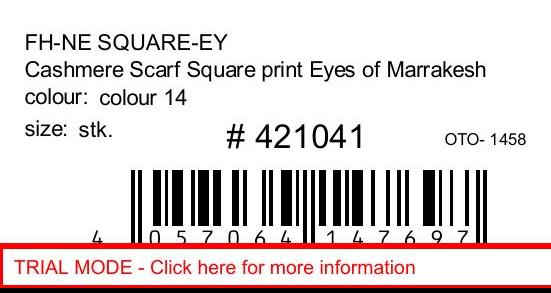 FH-NE SQUARE-EY
Cashmere Scarf Square print Eyes of Marrakesh
colour: colour 14
size: stk.
# 421041
OTO- 1458
4 057064 147697
TRIAL MODE - Click here for more information